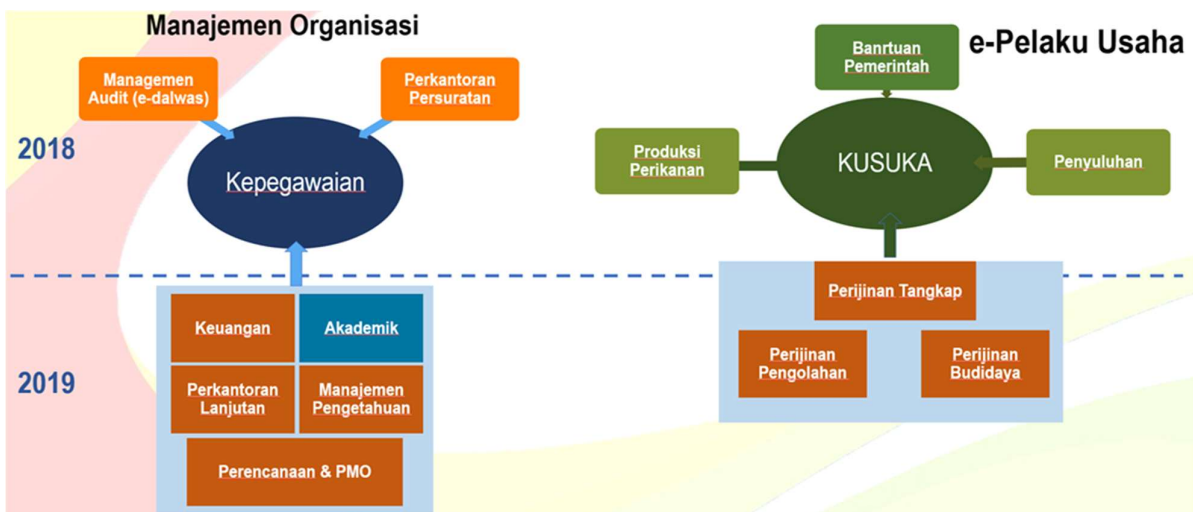 Manajemen Organisasi
Managemen
Audit (e-dalwas)
Perkantoran
Persuratan
2018
Kepegawaian
e-Pelaku Usaha
Banrtuan
Pemerintah
Produksi
Perikanan
KUSUKA
Penyuluhan
2019
Keuangan
Akademik
Perkantoran
Lanjutan
Manajemen
Pengetahuan
Perencanaan & PMO
Perijinan Tangkap
Perijinan
Pengolahan
Perijinan
Budidaya